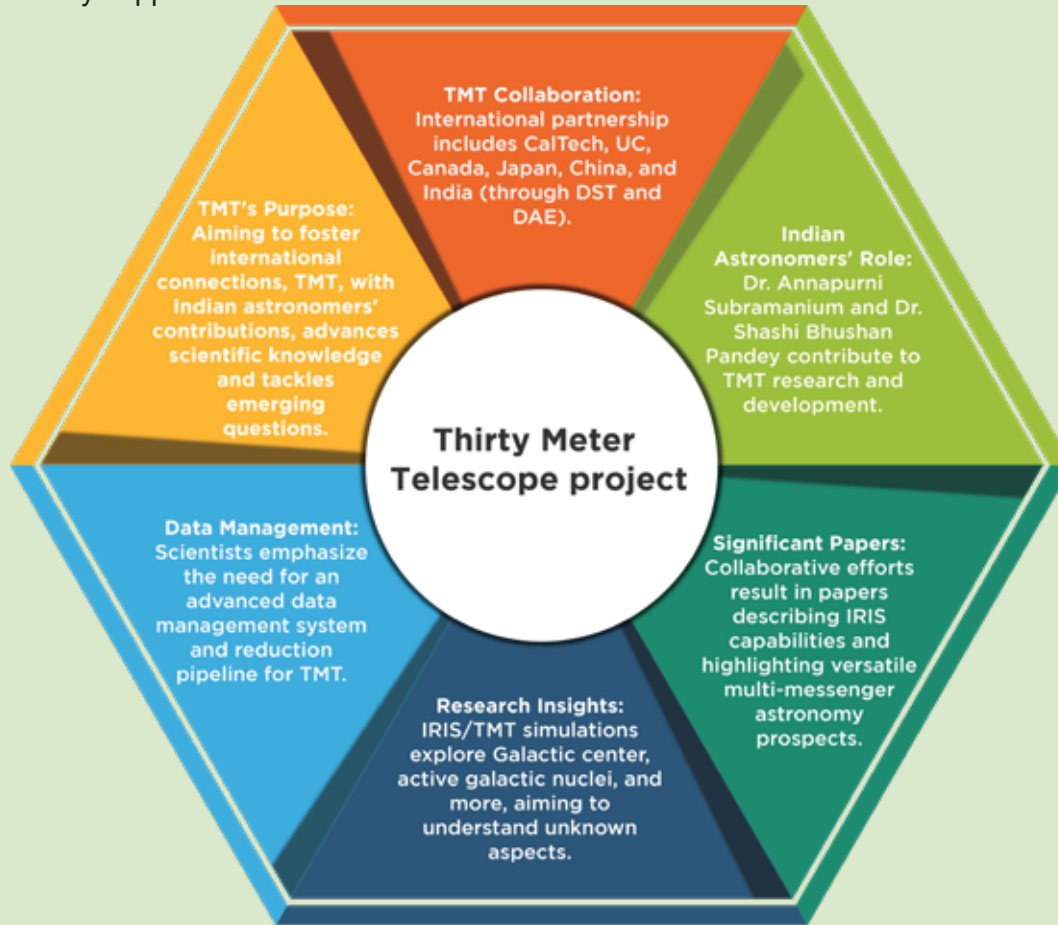 TMT Collaboration:
International partnership
includes CalTech, UC,
Canada, Japan, China, and
India (through DST and
DAE).
Indian
Astronomers' Role:
Dr. Annapurni
Subramanium and Dr.
Shashi Bhushan
Pandey contribute to
TMT research and
development.
Significant Papers:
Collaborative efforts
result in papers
describing IRIS
capabilities and
highlighting versatile
multi-messenger
astronomy
prospects.
Research Insights:
IRIS/TMT simulations
explore Galactic center,
active galactic nuclei, and
more, aiming to
understand unknown
aspects.
Data Management:
Scientists emphasize
the need for an
advanced data
management system
and reduction
pipeline for TMT.
TMT's Purpose:
Aiming to foster
international
connections, TMT, with
Indian astronomers'
contributions, advances
scientific knowledge
and tackles
emerging
questions.
Thirty Meter
Telescope project